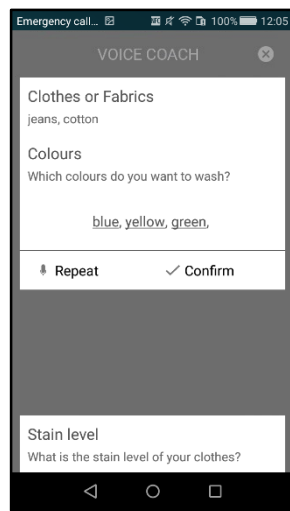 Emergency call... 100% 12:05
VOICE COACH
Clothes or Fabrics
jeans, cotton
Colours
Which colours do you want to wash?
blue, yellow, green,
Repeat Confirm
Stain level
What is the stain level of your clothes?